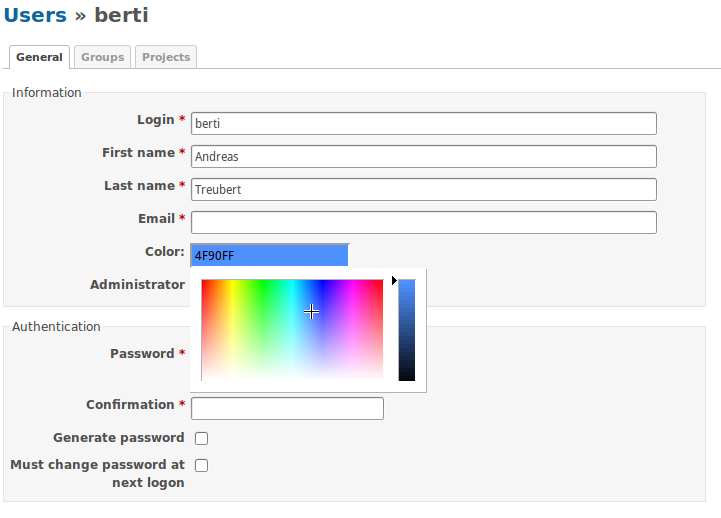 Users » berti
General Groups Projects
Information
Login * berti
First name * Andreas
Last name * Treubert
Email *
Color: 4F90FF
Administrator
Authentication
Password *
Confirmation *
Generate password
Must change password at
next logon